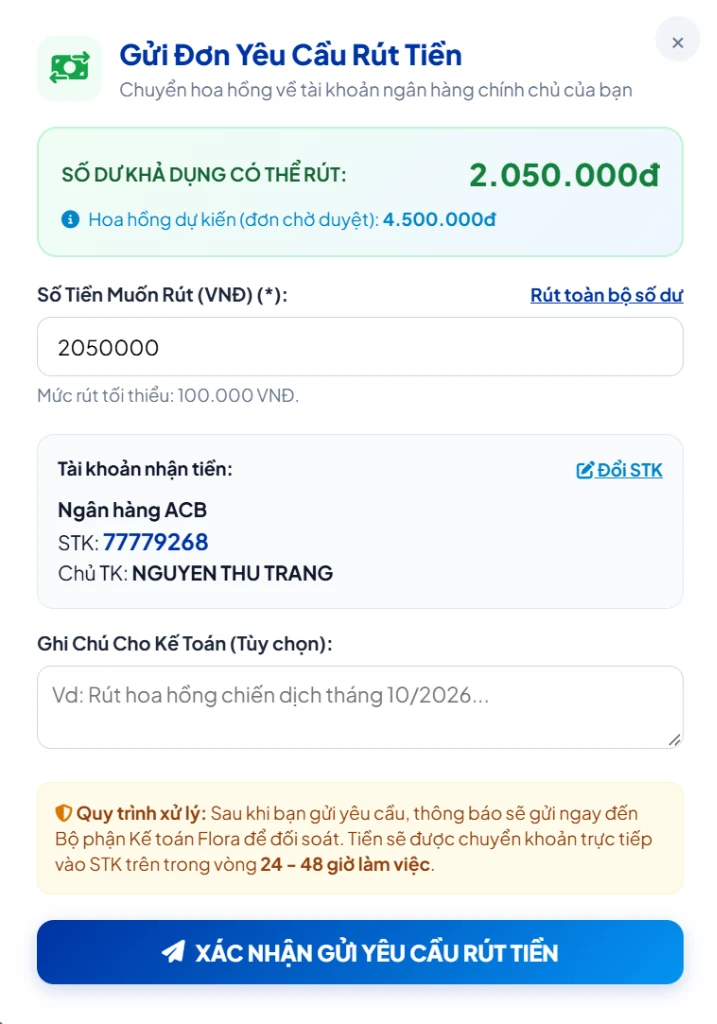 Gửi Đơn Yêu Cầu Rút Tiền
Chuyển hoa hồng về tài khoản ngân hàng chính chủ của bạn
SỐ DƯ KHẢ DỤNG CÓ THỂ RÚT: 2.050.000đ
Hoa hồng dự kiến (đơn chờ duyệt): 4.500.000đ
Số Tiền Muốn Rút (VNĐ) (*): Rút toàn bộ số dư
2050000
Mức rút tối thiểu: 100.000 VNĐ.
Tài khoản nhận tiền: Đổi STK
Ngân hàng ACB
STK: 77779268
Chủ TK: NGUYEN THU TRANG
Ghi Chú Cho Kế Toán (Tùy chọn):
Vd: Rút hoa hồng chiến dịch tháng 10/2026...
Quy trình xử lý: Sau khi bạn gửi yêu cầu, thông báo sẽ gửi ngay đến
Bộ phận Kế toán Flora để đối soát. Tiền sẽ được chuyển khoản trực tiếp
vào STK trên trong vòng 24 - 48 giờ làm việc.
XÁC NHẬN GỬI YÊU CẦU RÚT TIỀN